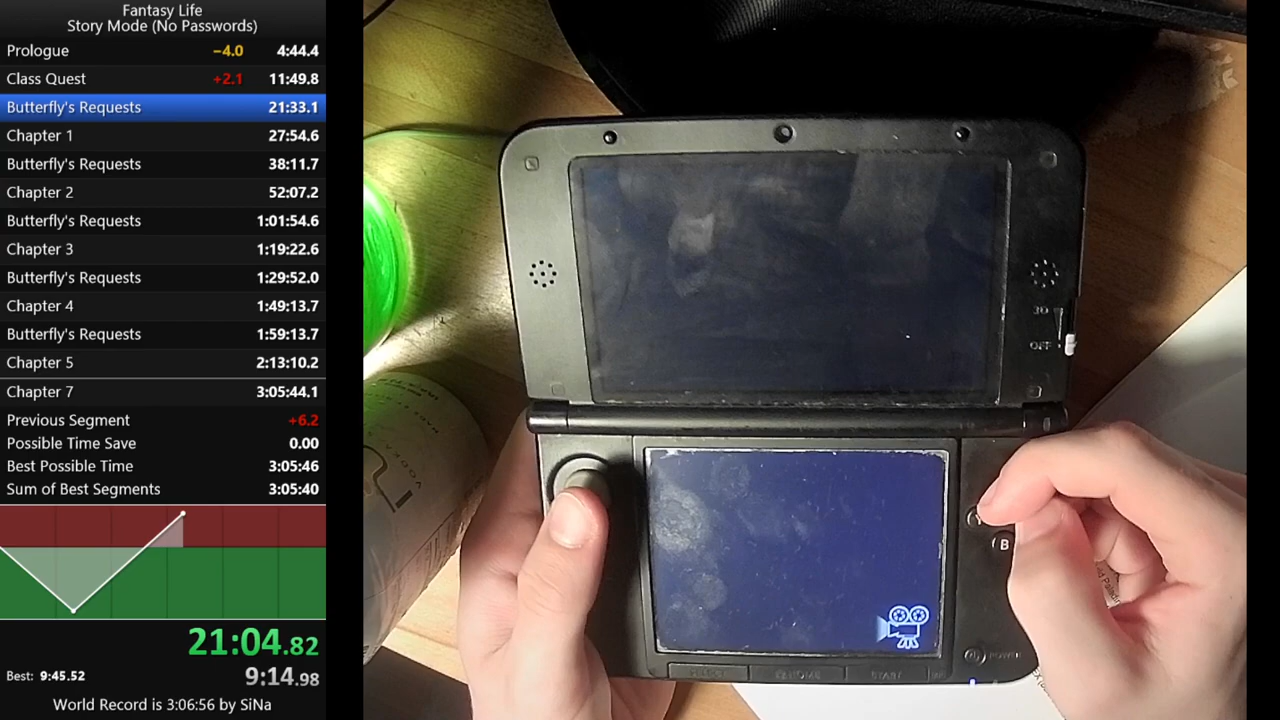 Fantasy Life
Story Mode (No Passwords)
Prologue −4.0 4:44.4
Class Quest +2.1 11:49.8
Butterfly's Requests 21:33.1
Chapter 1 27:54.6
Butterfly's Requests 38:11.7
Chapter 2 52:07.2
Butterfly's Requests 1:01:54.6
Chapter 3 1:19:22.6
Butterfly's Requests 1:29:52.0
Chapter 4 1:49:13.7
Butterfly's Requests 1:59:13.7
Chapter 5 2:13:10.2
Chapter 7 3:05:44.1
Previous Segment +6.2
Possible Time Save 0.00
Best Possible Time 3:05:46
Sum of Best Segments 3:05:40
21:04.82
Best: 9:45.52 9:14.98
World Record is 3:06:56 by SiNa
3D
OFF
B
POWER
SELECT
HOME
START